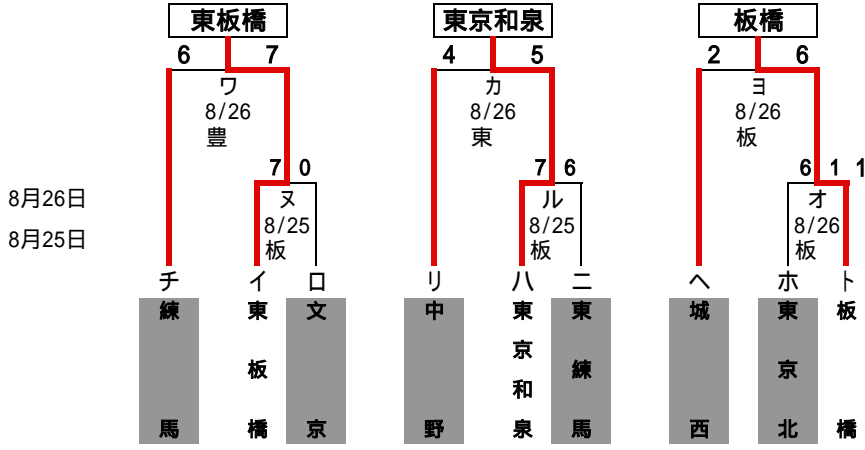 東板橋 東京和泉 板橋
6 7 4 5 2 6
ワ カ ヨ
8/26 8/26 8/26
豊 東 板
7 0 7 6 6 11
8月26日 ヌ ル オ
8/25 8/25 8/26
8月25日 板 板 板
チ イ ロ リ ハ ニ ヘ ホ ト
練馬 東板橋 文京 中野 東京和泉 東練馬 城西 東京北 板橋